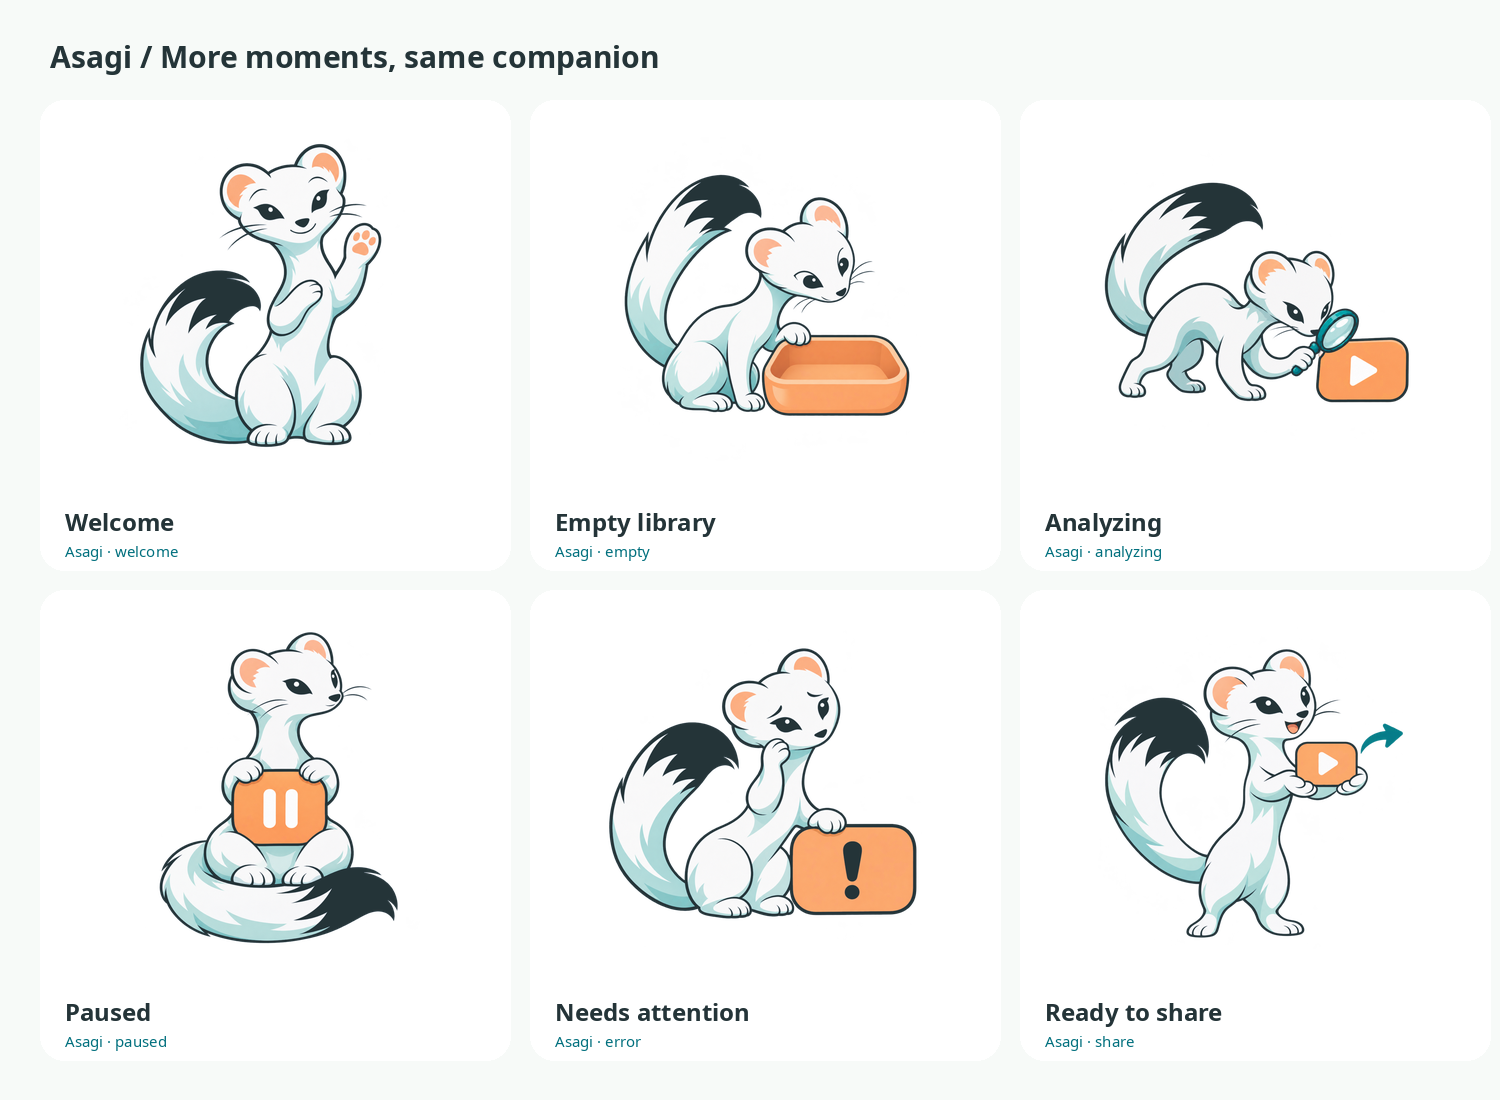 Asagi / More moments, same companion
Welcome
Asagi · welcome
Empty library
Asagi · empty
Analyzing
Asagi · analyzing
!
Paused
Asagi · paused
Needs attention
Asagi · error
Ready to share
Asagi · share